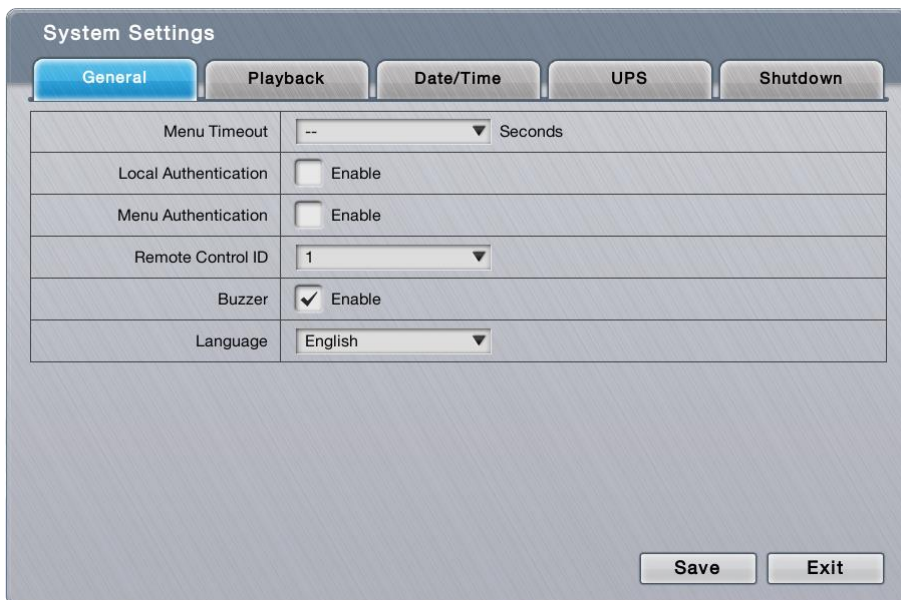 System Settings
General Playback Date/Time UPS Shutdown
Menu Timeout -- Seconds
Local Authentication Enable
Menu Authentication Enable
Remote Control ID 1
Buzzer Enable
Language English
Save Exit